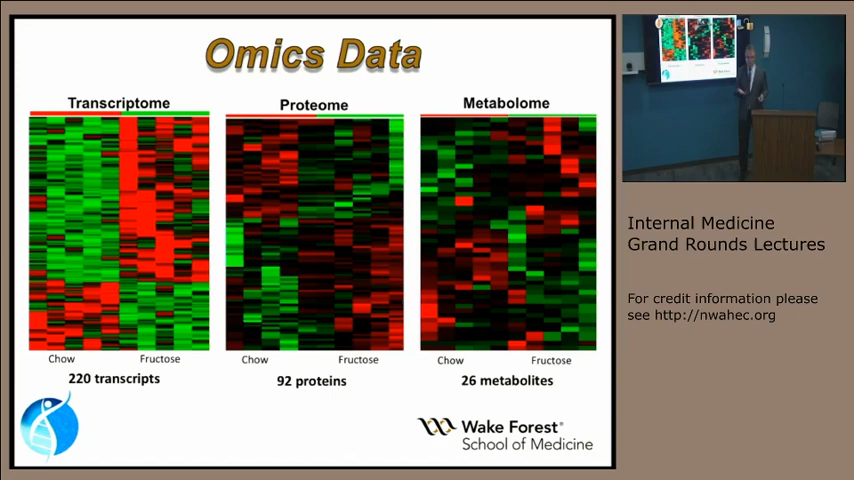 Omics Data
Transcriptome
Proteome
Metabolome
Chow
Fructose
Chow
Fructose
Chow
Fructose
220 transcripts
92 proteins
26 metabolites
Wake Forest®
School of Medicine
Internal Medicine
Grand Rounds Lectures
For credit information please
see http://nwahec.org